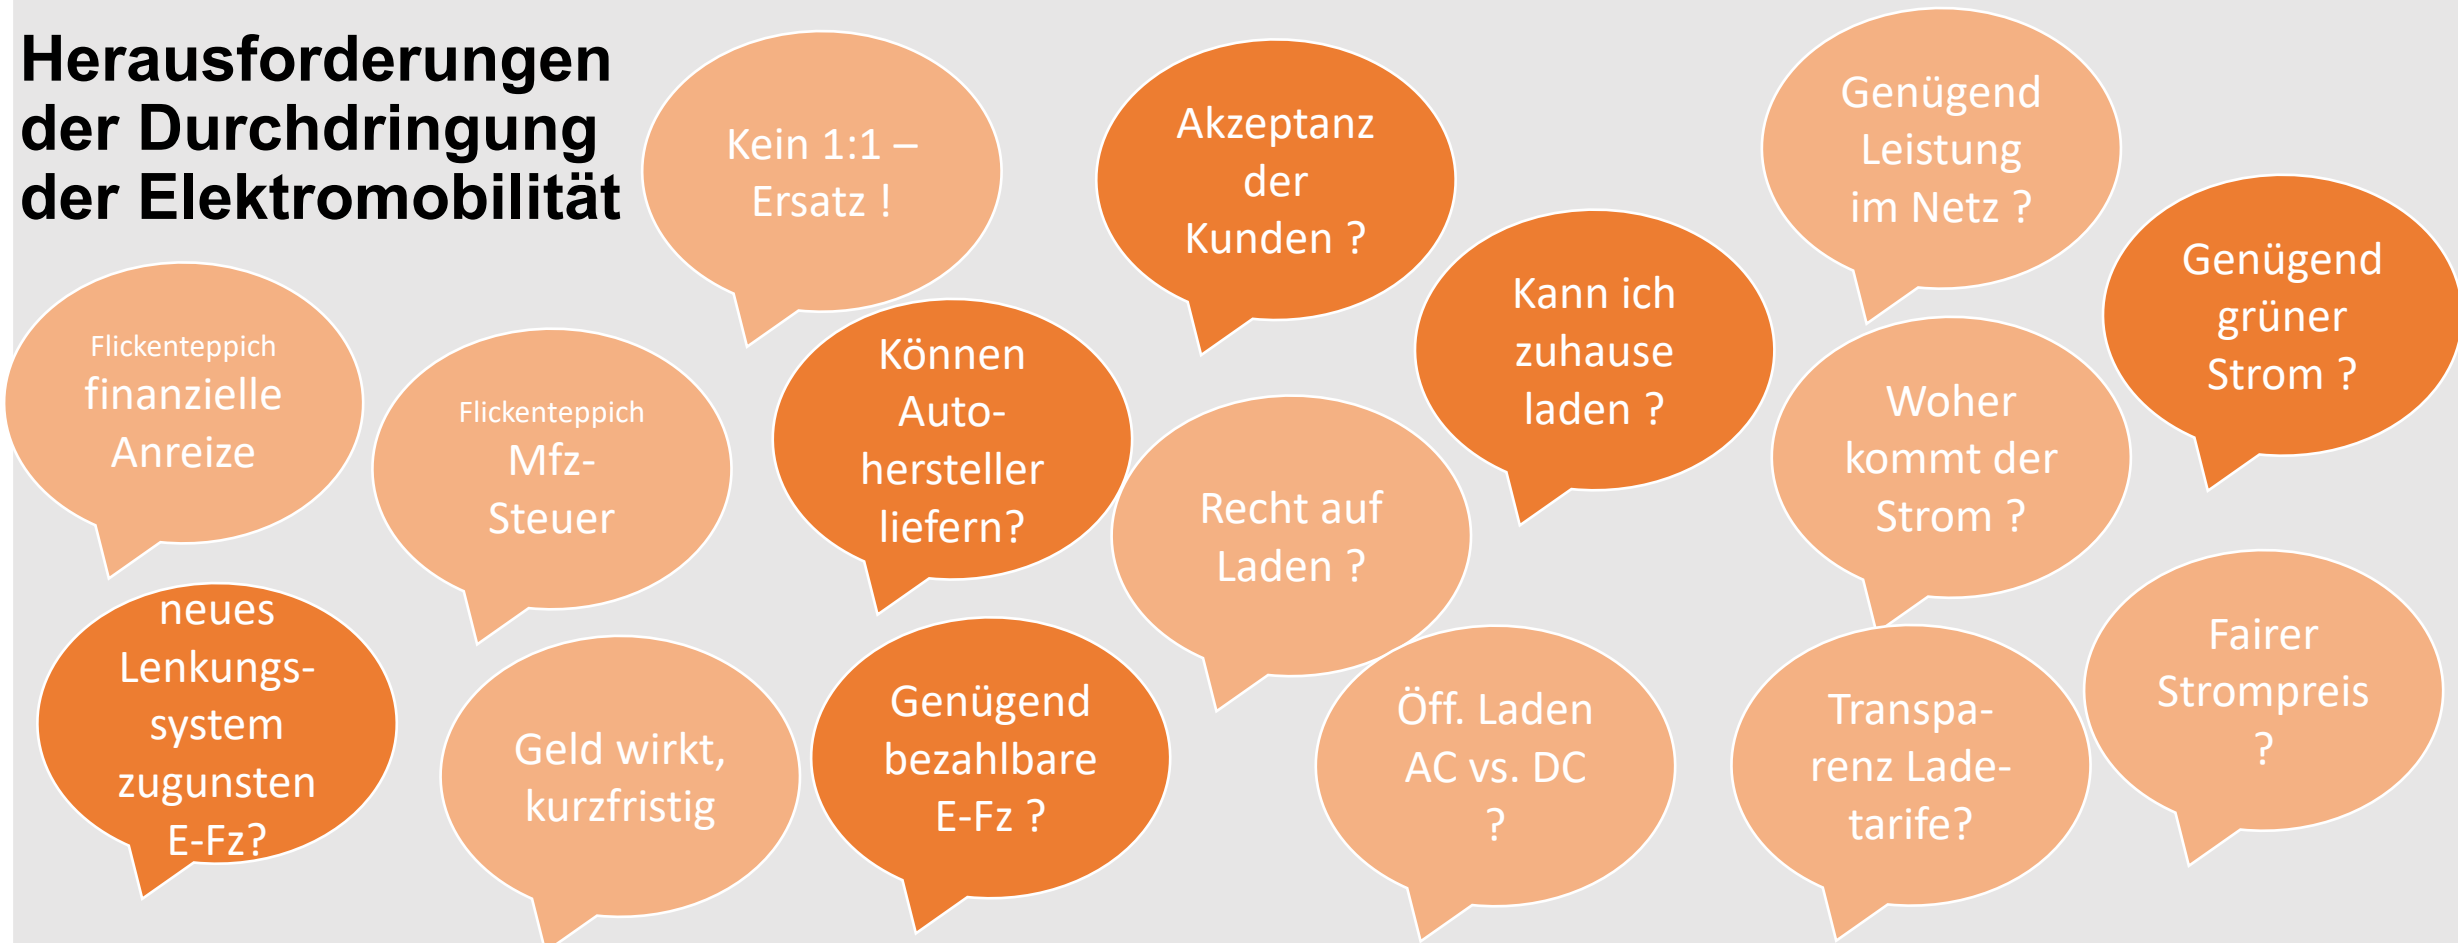 Herausforderungen
der Durchdringung
der Elektromobilität
Kein 1:1 –
Ersatz !
Akzeptanz
der
Kunden ?
Genügend
Leistung
im Netz ?
Kann ich
zuhause
laden ?
Genügend
grüner
Strom ?
Flickenteppich
finanzielle
Anreize
Flickenteppich
Mfz-
Steuer
Können
Auto-
hersteller
liefern?
Recht auf
Laden ?
Woher
kommt der
Strom ?
neues
Lenkungs-
system
zugunsten
E-Fz?
Geld wirkt,
kurzfristig
Genügend
bezahlbare
E-Fz ?
Öff. Laden
AC vs. DC
?
Transpa-
renz Lade-
tarife?
Fairer
Strompreis
?